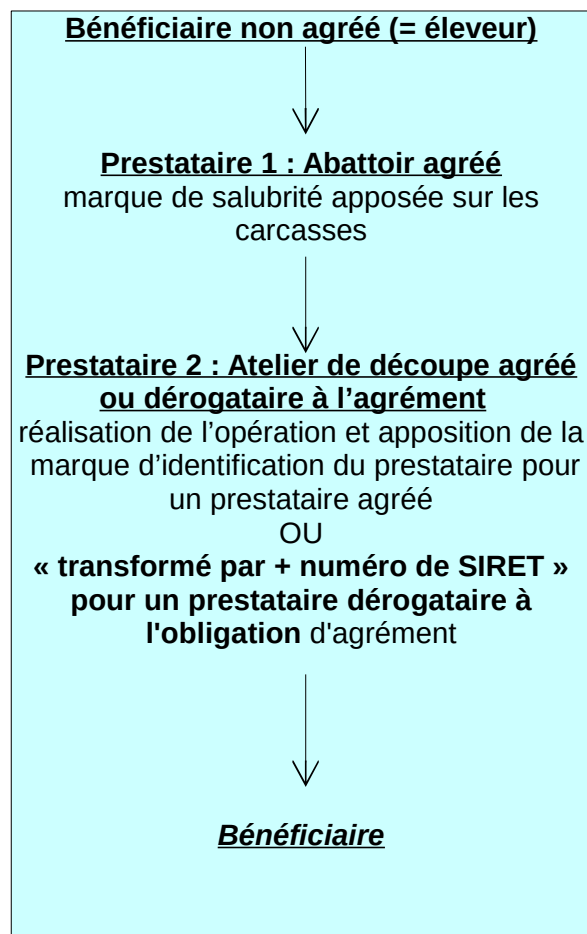 Bénéficiaire non agréé (= éleveur)
Prestataire 1 : Abattoir agréé
marque de salubrité apposée sur les
carcasses
Prestataire 2 : Atelier de découpe agréé
ou dérogataire à l’agrément
réalisation de l’opération et apposition de la
marque d’identification du prestataire pour
un prestataire agréé
OU
« transformé par + numéro de SIRET »
pour un prestataire dérogataire à
l'obligation d'agrément
Bénéficiaire